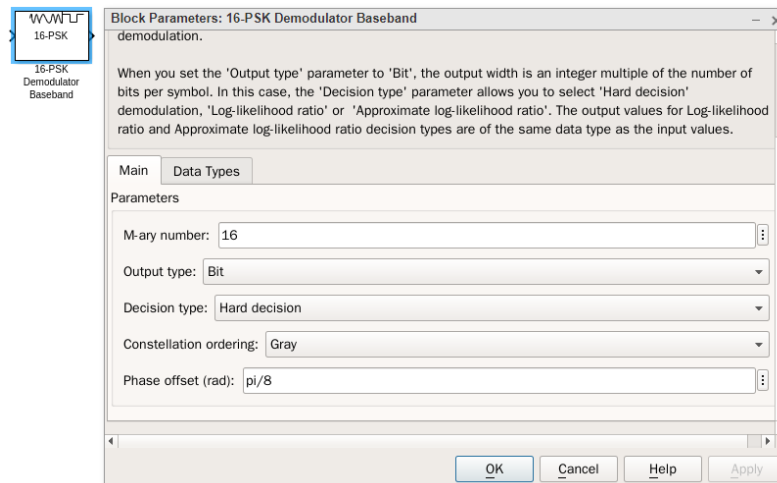 16-PSK
16-PSK
Demodulator
Baseband
Block Parameters: 16-PSK Demodulator Baseband
demodulation.
When you set the 'Output type' parameter to 'Bit', the output width is an integer multiple of the number of
bits per symbol. In this case, the 'Decision type' parameter allows you to select 'Hard decision'
demodulation, 'Log-likelihood ratio' or 'Approximate log-likelihood ratio'. The output values for Log-likelihood
ratio and Approximate log-likelihood ratio decision types are of the same data type as the input values.
Main Data Types
Parameters
M-ary number: 16
Output type: Bit
Decision type: Hard decision
Constellation ordering: Gray
Phase offset (rad): pi/8
OK Cancel Help Apply